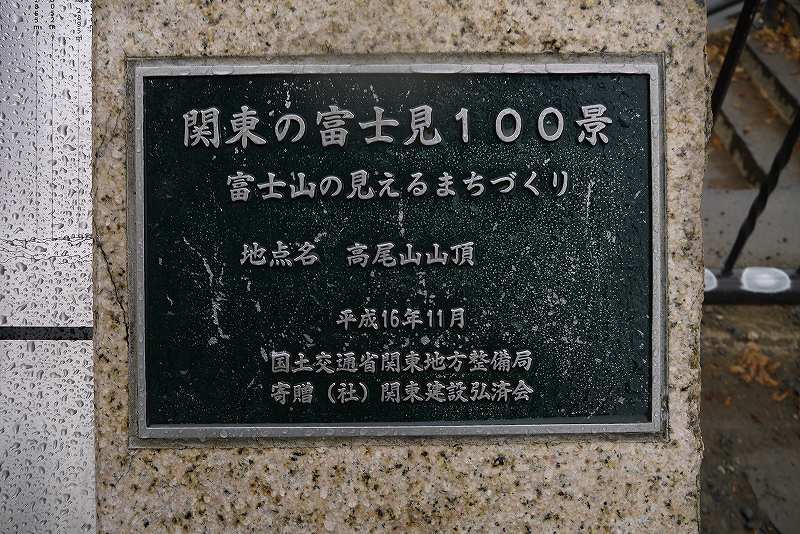 関東の富士見１００景
富士山の見えるまちづくり
地点名　高尾山山頂
平成16年11月
国土交通省関東地方整備局
寄贈（社）関東建設弘済会